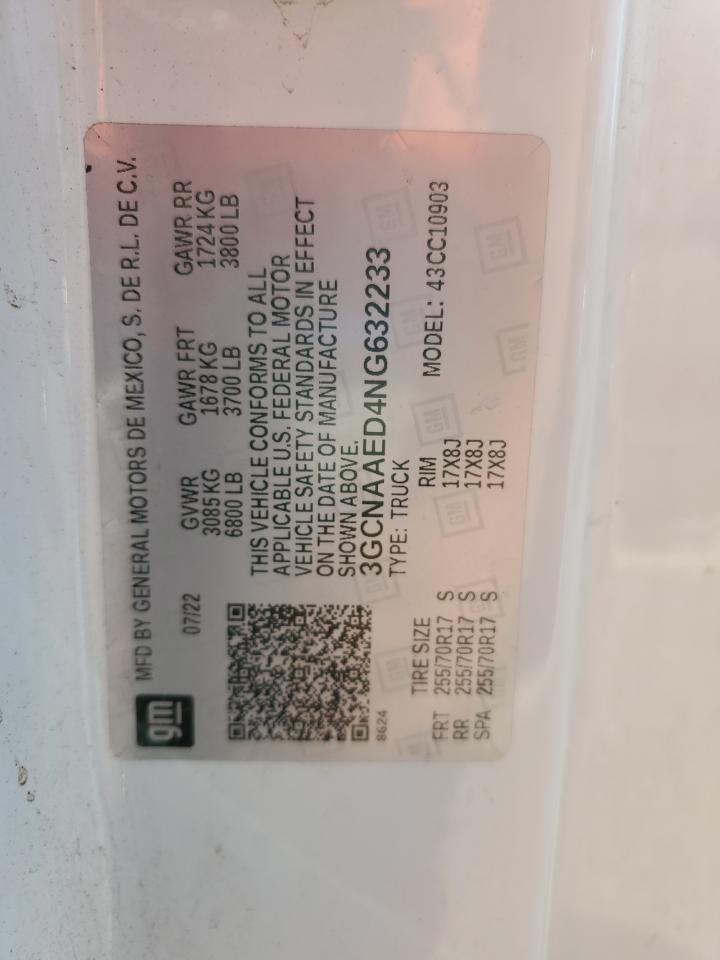 gm
MFD BY GENERAL MOTORS DE MEXICO, S. DE R.L. DE C.V.
07/22 GVWR GAWR FRT GAWR RR
3085 KG 1678 KG 1724 KG
6800 LB 3700 LB 3800 LB
THIS VEHICLE CONFORMS TO ALL
APPLICABLE U.S. FEDERAL MOTOR
VEHICLE SAFETY STANDARDS IN EFFECT
ON THE DATE OF MANUFACTURE
SHOWN ABOVE.
3GCNAAED4NG632233
8624 TYPE: TRUCK
MODEL: 43CC10903
TIRE SIZE RIM
FRT 255/70R17 S 17X8J
RR 255/70R17 S 17X8J
SPA 255/70R17 S 17X8J